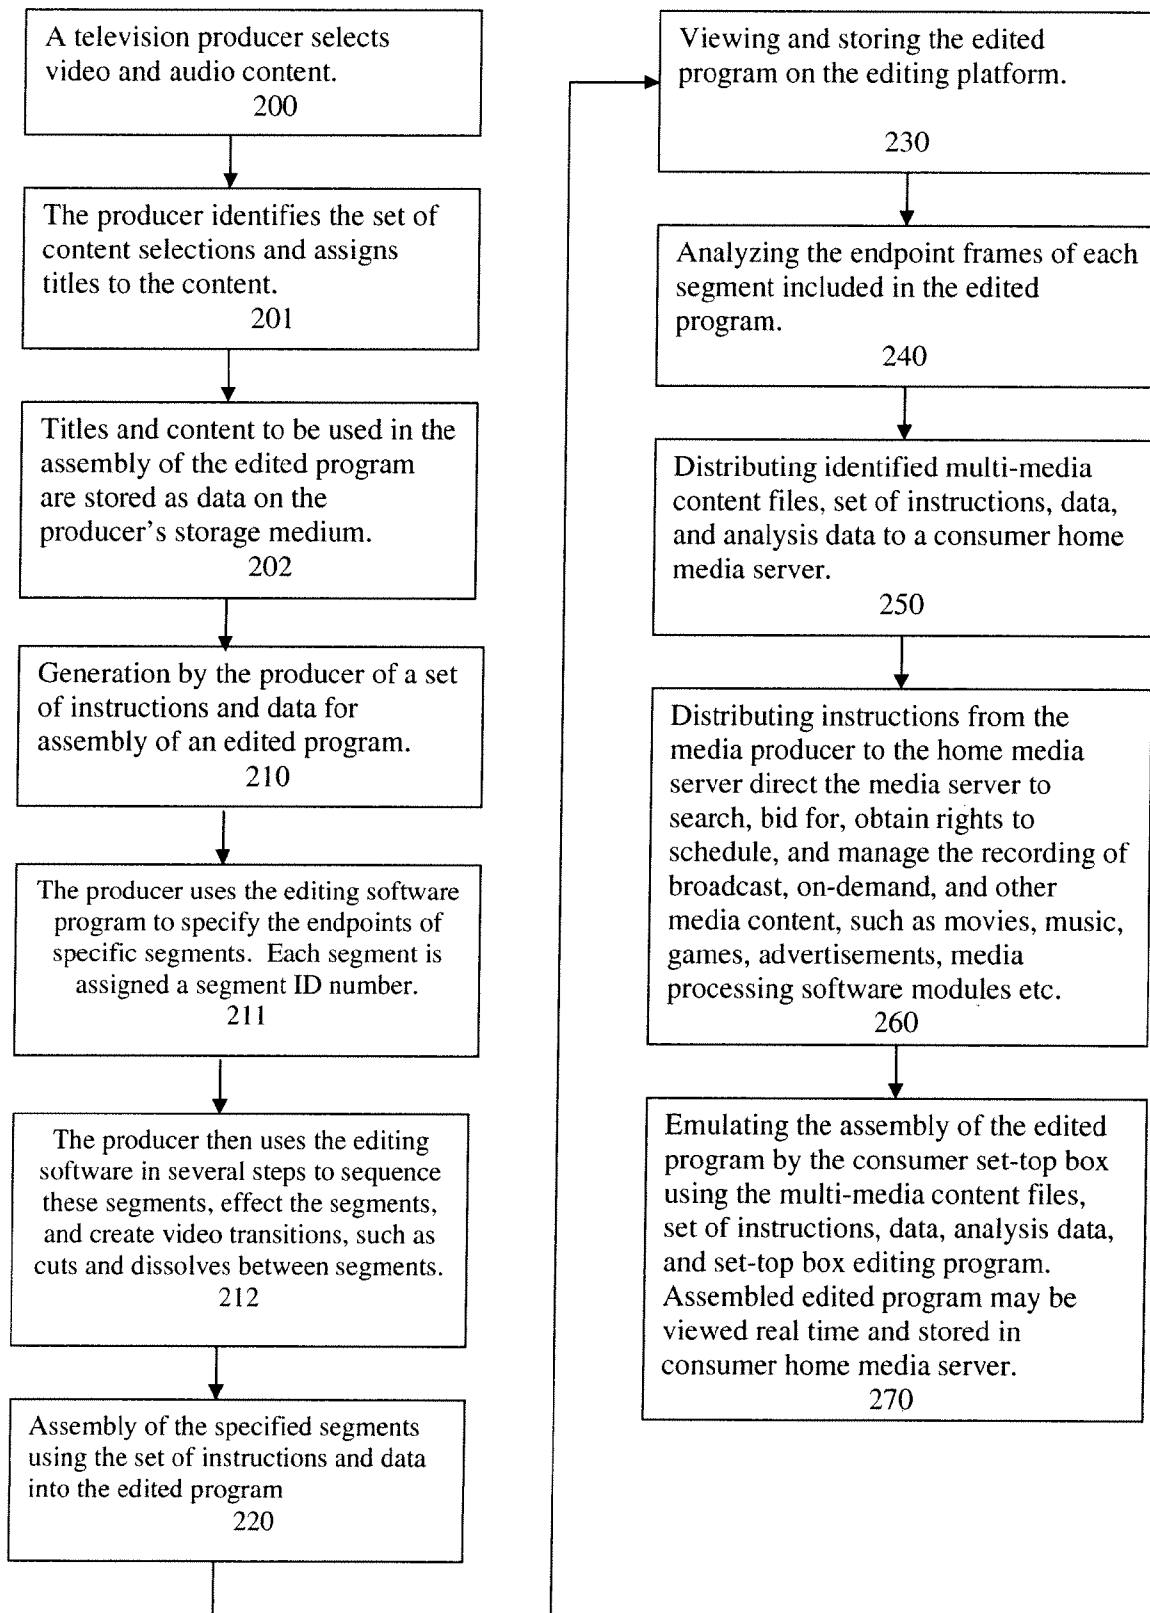 A television producer selects
video and audio content.
200
The producer identifies the set of
content selections and assigns
titles to the content.
201
Titles and content to be used in the
assembly of the edited program
are stored as data on the
producer's storage medium.
202
Generation by the producer of a set
of instructions and data for
assembly of an edited program.
210
The producer uses the editing software
program to specify the endpoints of
specific segments. Each segment is
assigned a segment ID number.
211
The producer then uses the editing
software in several steps to sequence
these segments, effect the segments,
and create video transitions, such as
cuts and dissolves between segments.
212
Assembly of the specified segments
using the set of instructions and data
into the edited program
220
Viewing and storing the edited
program on the editing platform.
230
Analyzing the endpoint frames of each
segment included in the edited
program.
240
Distributing identified multi-media
content files, set of instructions, data,
and analysis data to a consumer home
media server.
250
Distributing instructions from the
media producer to the home media
server direct the media server to
search, bid for, obtain rights to
schedule, and manage the recording of
broadcast, on-demand, and other
media content, such as movies, music,
games, advertisements, media
processing software modules etc.
260
Emulating the assembly of the edited
program by the consumer set-top box
using the multi-media content files,
set of instructions, data, analysis data,
and set-top box editing program.
Assembled edited program may be
viewed real time and stored in
consumer home media server.
270